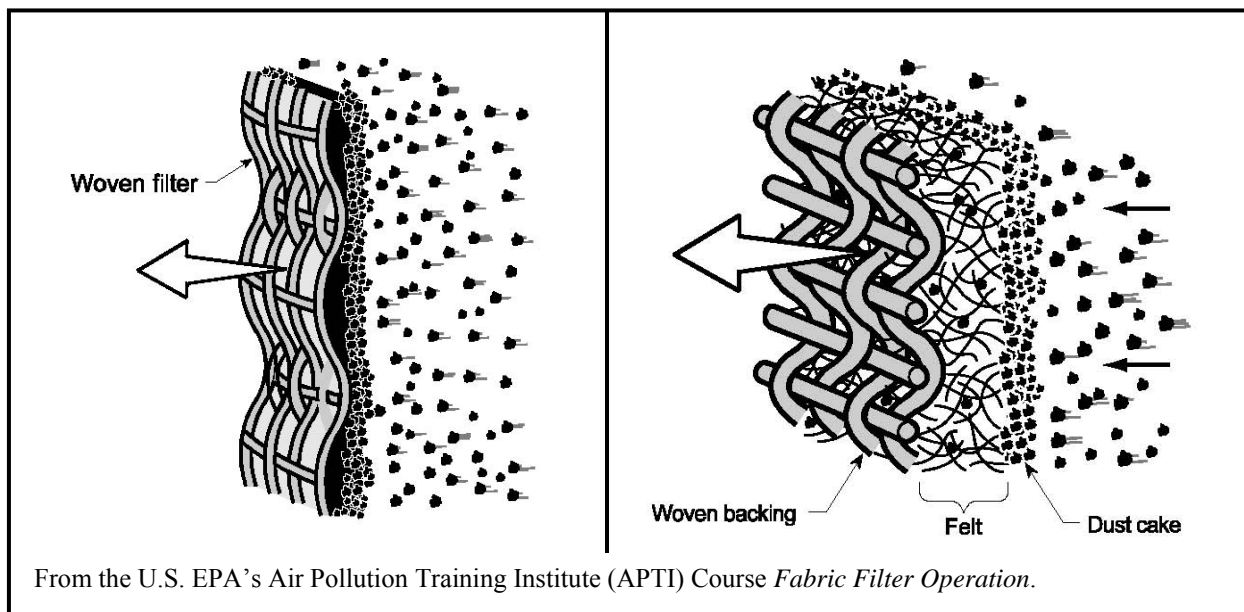 Woven filter
Woven backing
Felt
Dust cake
From the U.S. EPA’s Air Pollution Training Institute (APTI) Course Fabric Filter Operation.